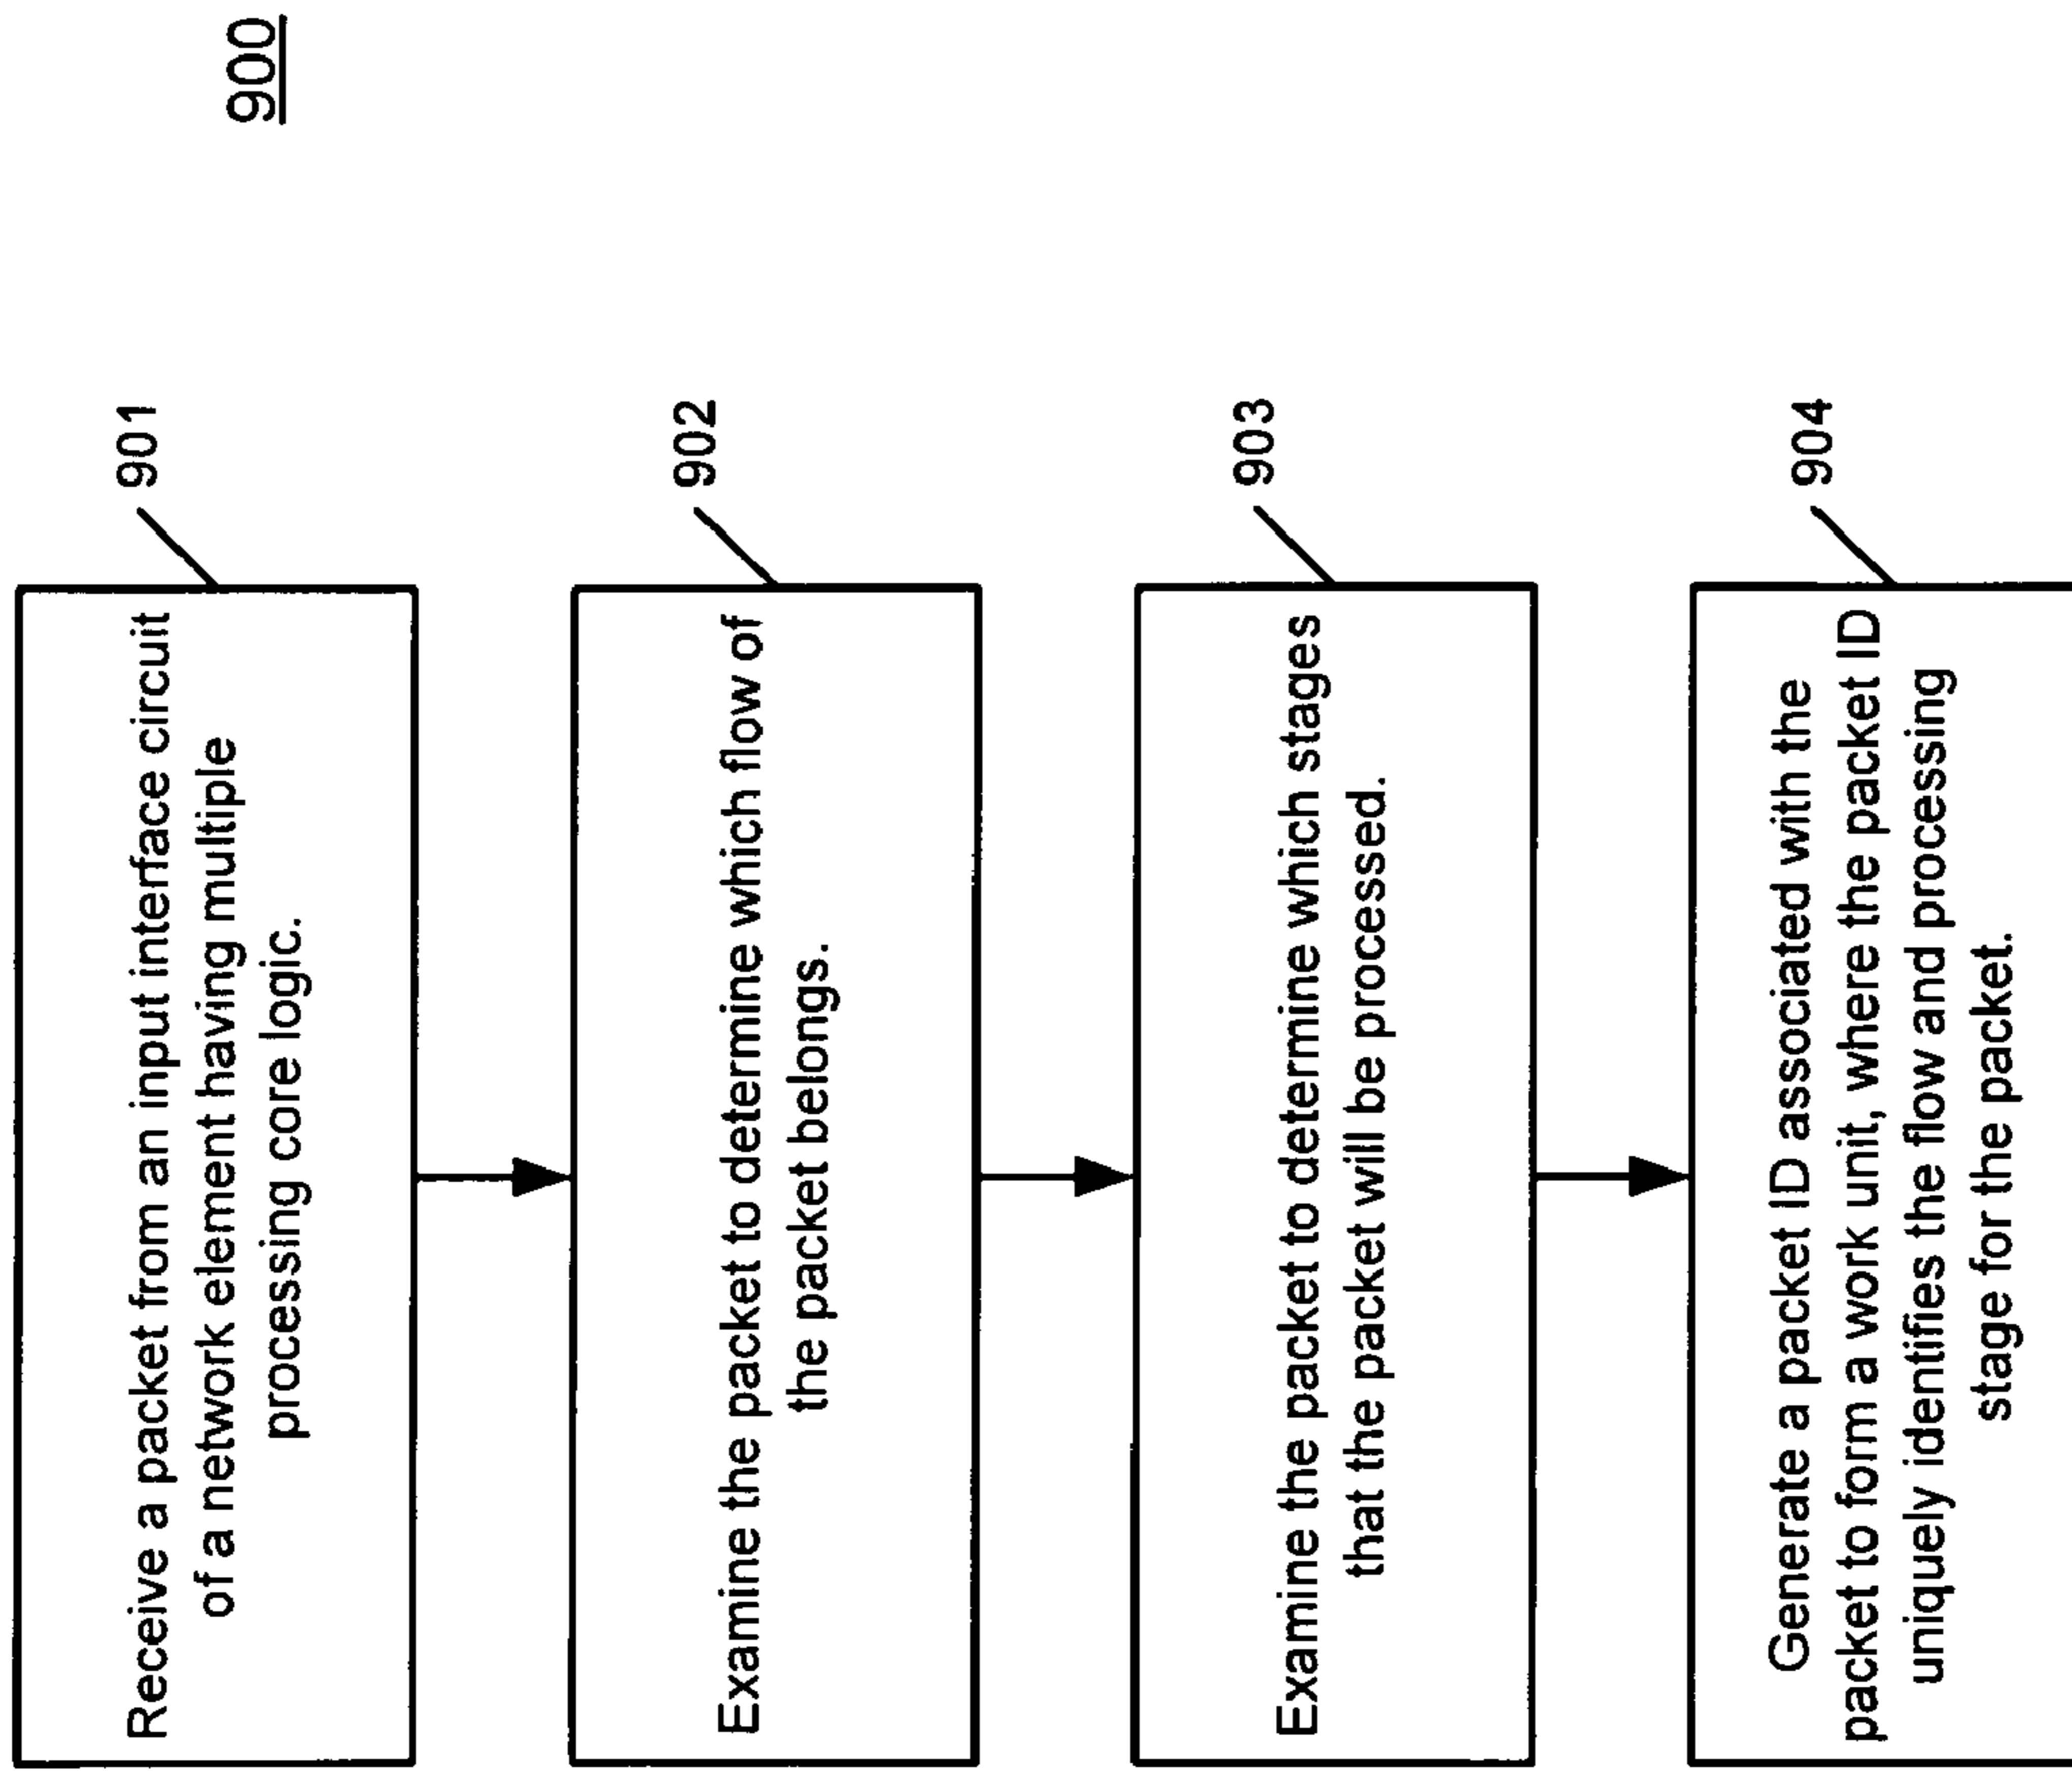 900
901
Receive a packet from an input interface circuit
of a network element having multiple
processing core logic.
902
Examine the packet to determine which flow of
the packet belongs.
903
Examine the packet to determine which stages
that the packet will be processed.
904
Generate a packet ID associated with the
packet to form a work unit, where the packet ID
uniquely identifies the flow and processing
stage for the packet.